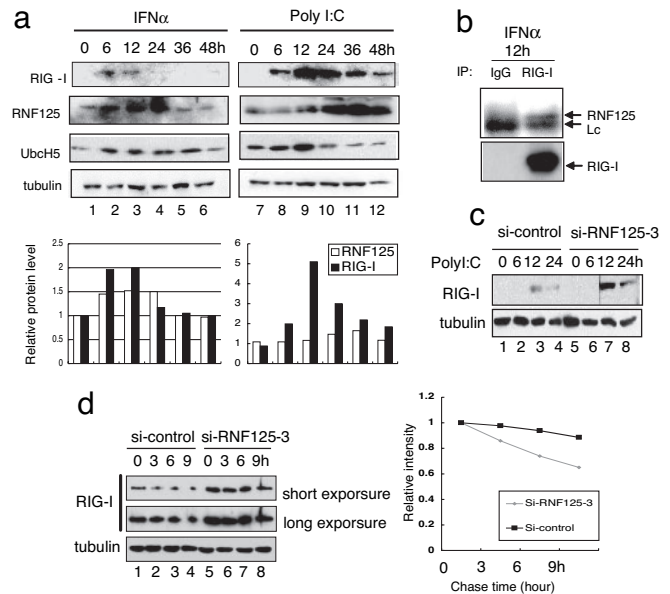 a
IFNα
Poly I:C
0 6 12 24 36 48h
0 6 12 24 36 48h
RIG -I
RNF125
UbcH5
tubulin
1 2 3 4 5 6
7 8 9 10 11 12
Relative protein level
2.5
2
1.5
1
0.5
0
6
5
4
3
2
1
0
RNF125
RIG-I
b
IFNα
12h
IP: IgG RIG-I
RNF125
Lc
RIG-I
c
si-control si-RNF125-3
PolyI:C 0 6 12 24 0 6 12 24h
RIG-I
tubulin
1 2 3 4 5 6 7 8
d
si-control si-RNF125-3
0 3 6 9 0 3 6 9h
RIG-I
short exporsure
long exporsure
tubulin
1 2 3 4 5 6 7 8
Relative intensity
1.2
1
0.8
0.6
0.4
0.2
0
Si-RNF125-3
Si-control
0 3 6 9h
Chase time (hour)